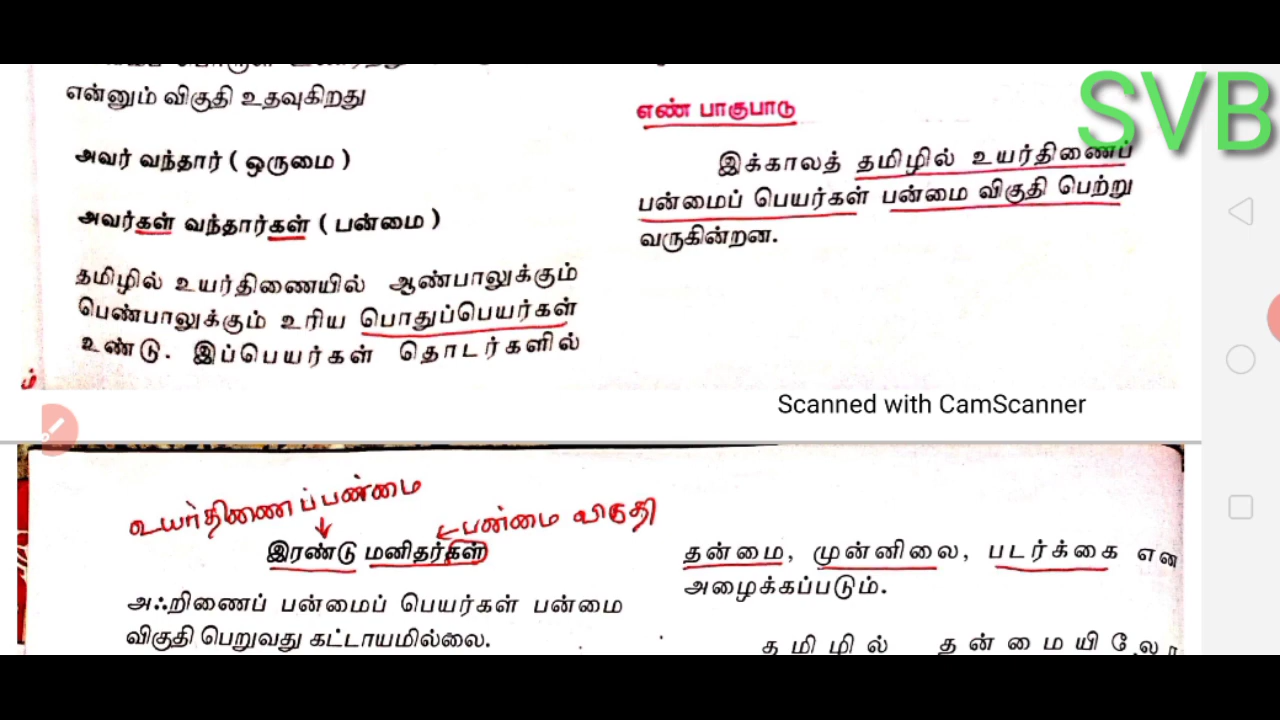 என்னும் விகுதி உதவுகிறது
அவர் வந்தார் ( ஒருமை )
அவர்கள் வந்தார்கள் ( பன்மை )
தமிழில் உயர்திணையில் ஆண்பாலுக்கும்
பெண்பாலுக்கும் உரிய பொதுப்பெயர்கள்
உண்டு. இப்பெயர்கள் தொடர்களில்
எண் பாகுபாடு
இக்காலத் தமிழில் உயர்திணைப்
பன்மைப் பெயர்கள் பன்மை விகுதி பெற்று
வருகின்றன.
SVB
Scanned with CamScanner
உயர்திணைப்பண்மை
பண்மை விகுதி
இரண்டு மனிதர்கள்
அஃறிணைப் பன்மைப் பெயர்கள் பன்மை
விகுதி பெறுவது கட்டாயமில்லை.
தன்மை, முன்னிலை, படர்க்கை என
அழைக்கப்படும்.
தமிழில்